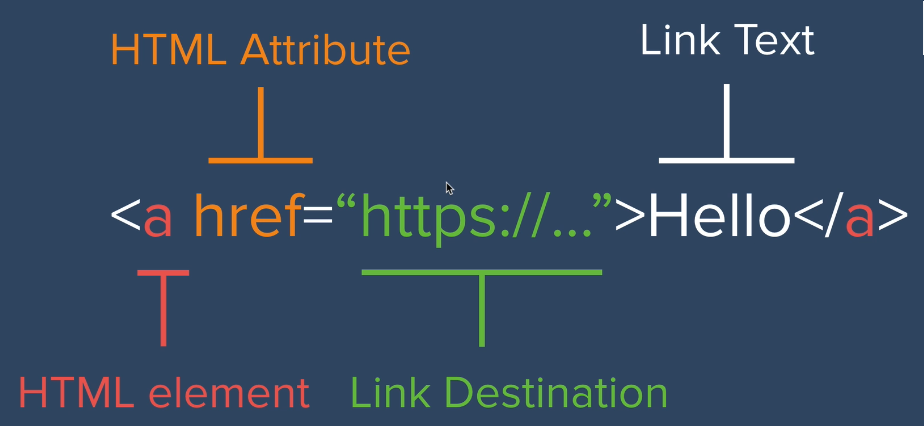 HTML Attribute
Link Text
<a href=“https://...”>Hello</a>
HTML element
Link Destination